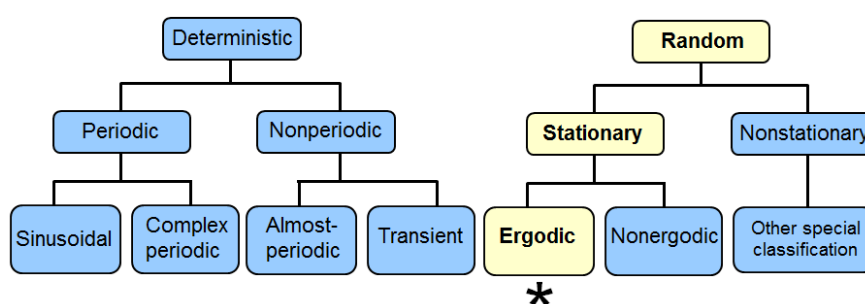 Deterministic
Random
Periodic
Nonperiodic
Stationary
Nonstationary
Sinusoidal
Complex
periodic
Almost-
periodic
Transient
Ergodic
Nonergodic
Other special
classification
*